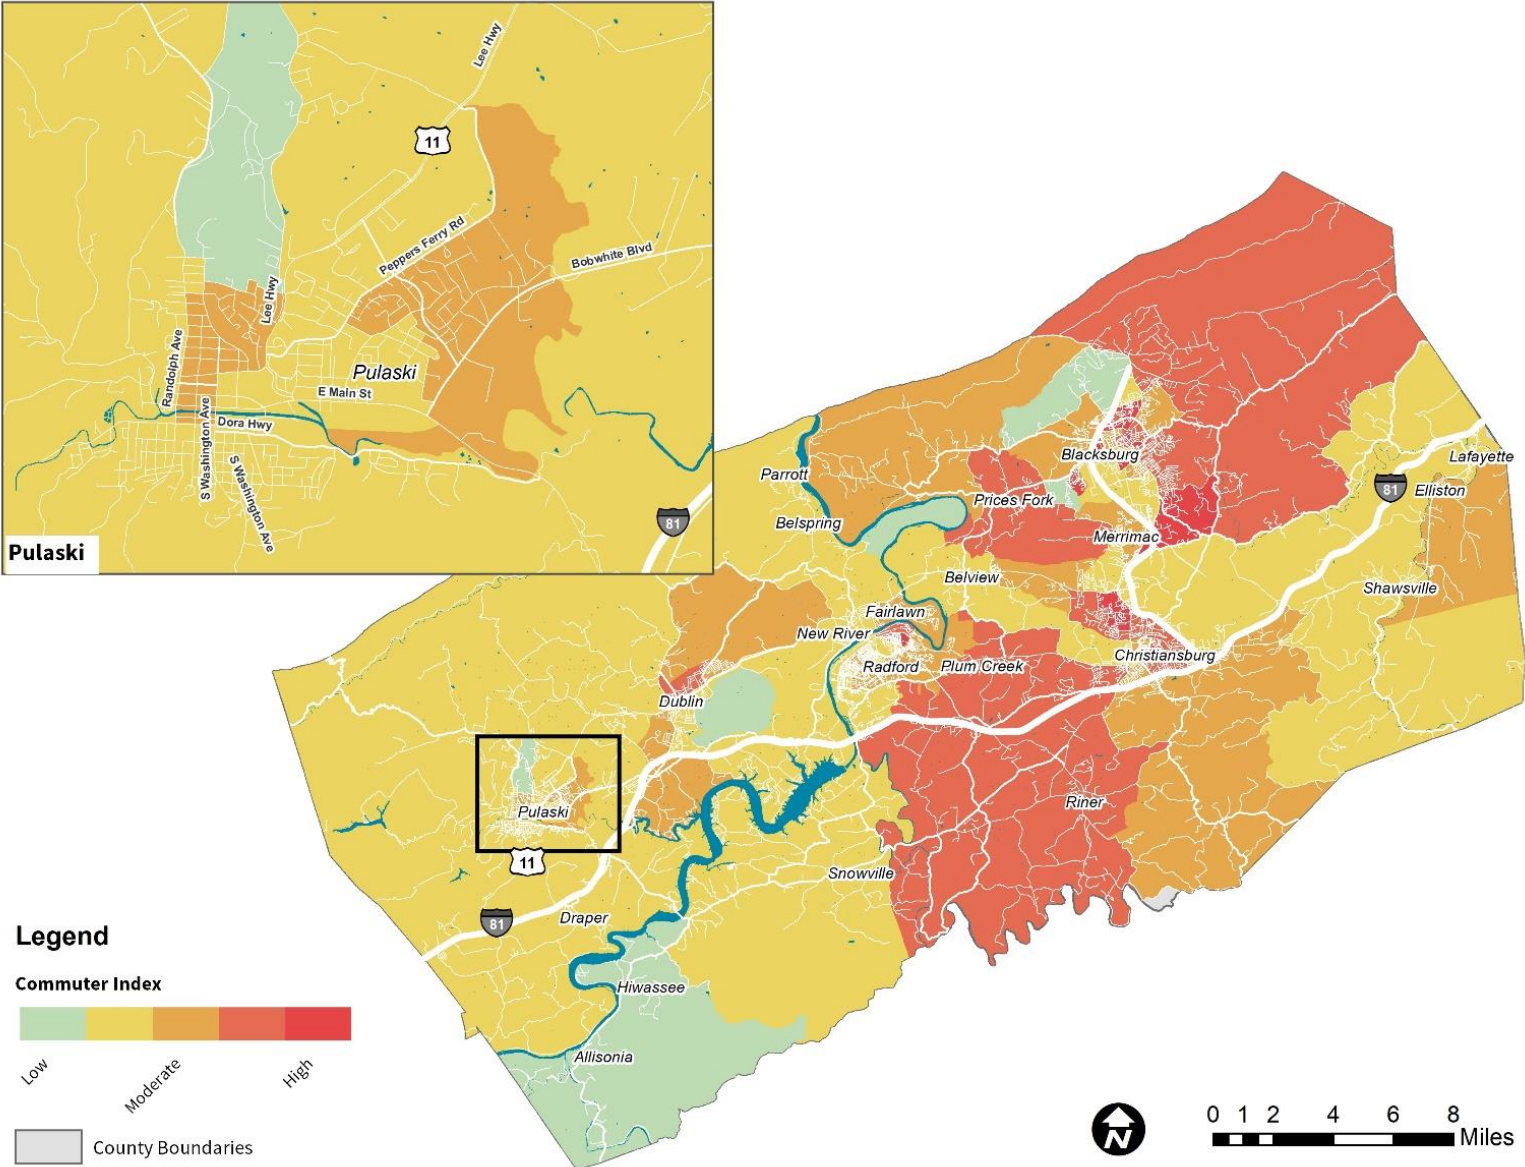 Lee Hwy
11
Peppers Ferry Rd
Bobwhite Blvd
Lee Hwy
Randolph Ave
Pulaski
E Main St
S Washington Ave
Dora Hwy
S Washington Ave
81
Pulaski
Blacksburg
Lafayette
Parrott
81
Elliston
Prices Fork
Belspring
Merrimac
Belview
Shawsville
Fairlawn
New River
Christiansburg
Radford
Plum Creek
Dublin
Riner
Pulaski
11
Snowville
Draper
81
Hiwassee
Allisonia
Legend
Commuter Index
Low
Moderate
High
County Boundaries
N
0 1 2 4 6 8
Miles